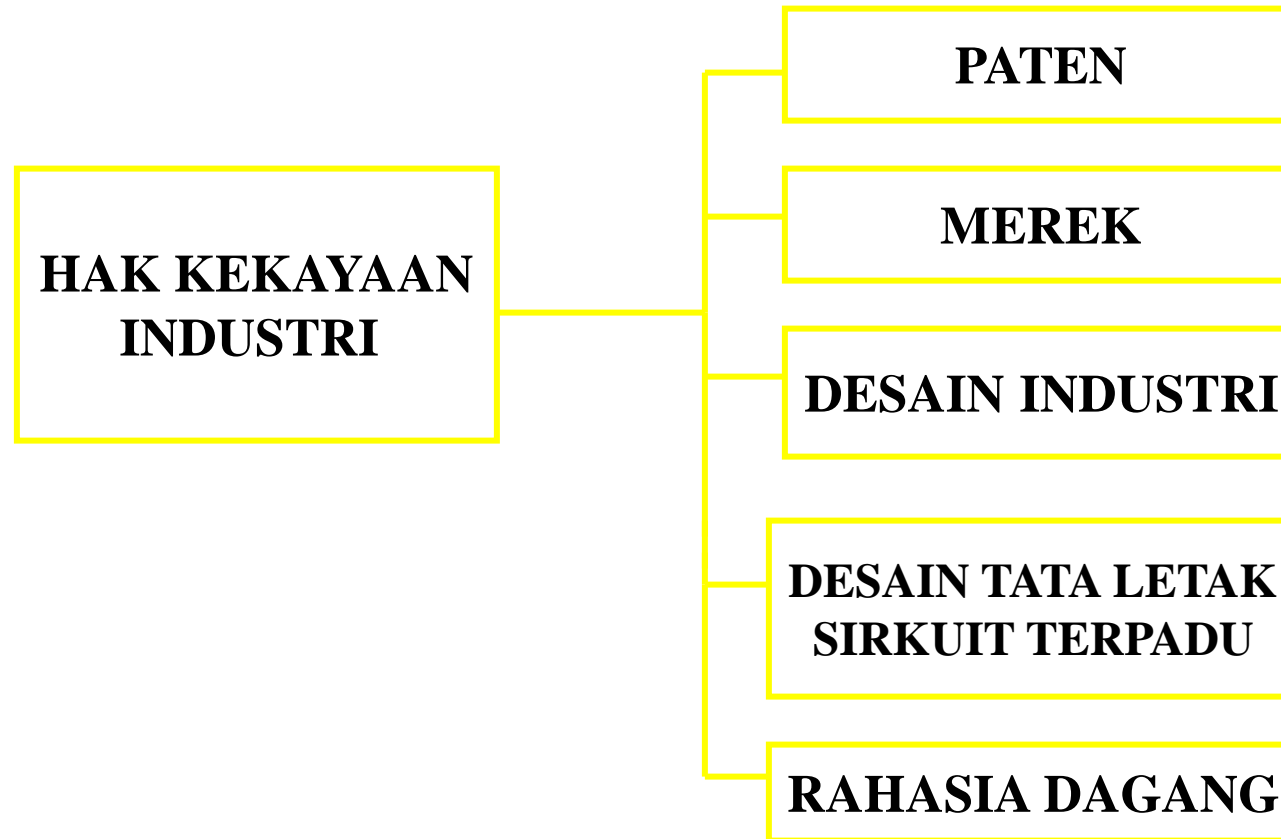 PATEN
MEREK
HAK KEKAYAAN
INDUSTRI
DESAIN INDUSTRI
DESAIN TATA LETAK
SIRKUIT TERPADU
RAHASIA DAGANG